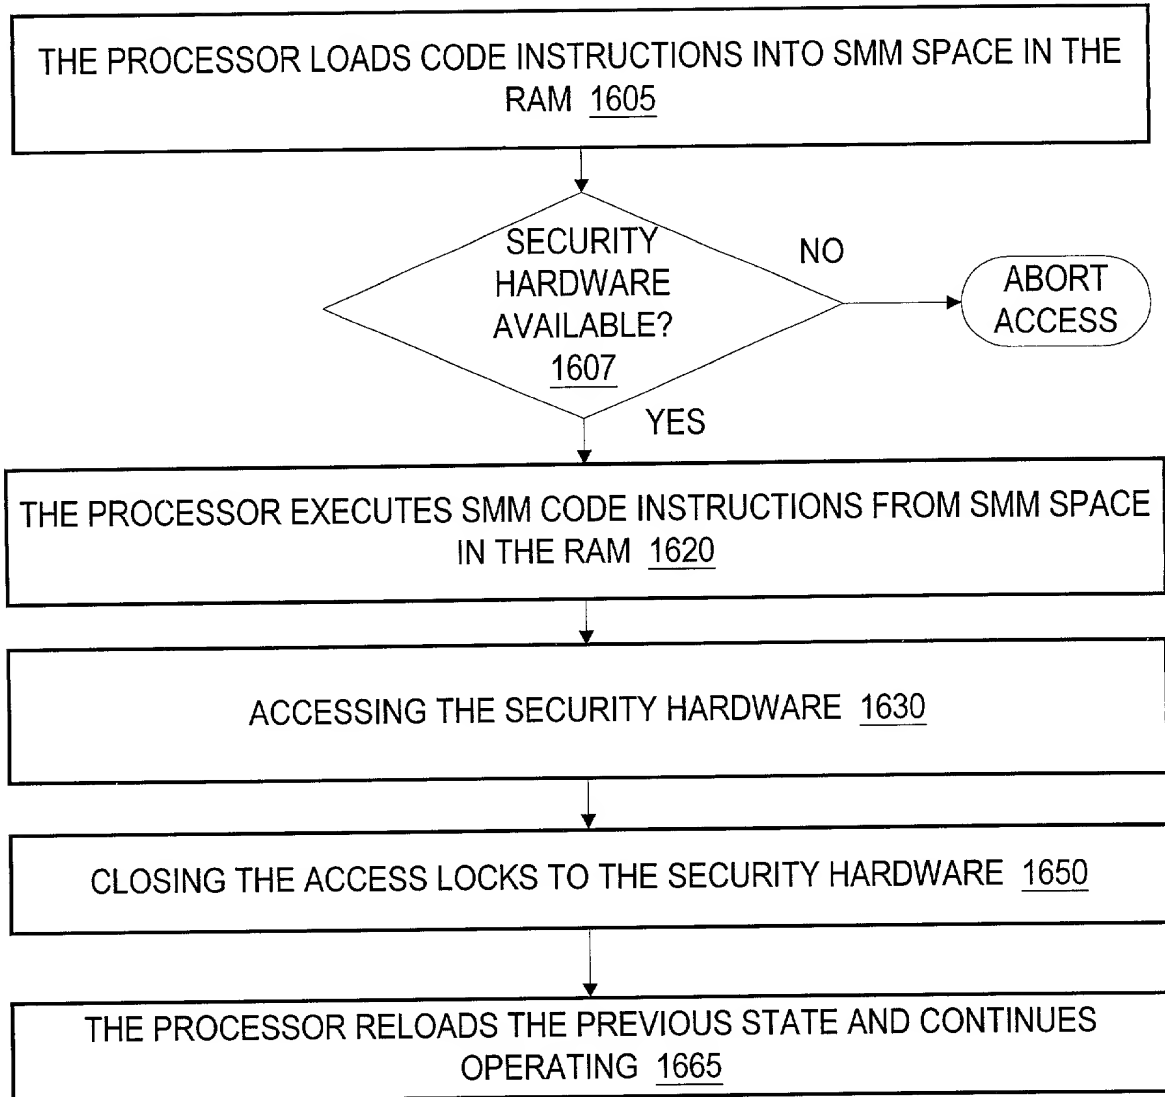 THE PROCESSOR LOADS CODE INSTRUCTIONS INTO SMM SPACE IN THE
RAM 1605
SECURITY
HARDWARE
AVAILABLE?
1607
NO
ABORT
ACCESS
YES
THE PROCESSOR EXECUTES SMM CODE INSTRUCTIONS FROM SMM SPACE
IN THE RAM 1620
ACCESSING THE SECURITY HARDWARE 1630
CLOSING THE ACCESS LOCKS TO THE SECURITY HARDWARE 1650
THE PROCESSOR RELOADS THE PREVIOUS STATE AND CONTINUES
OPERATING 1665